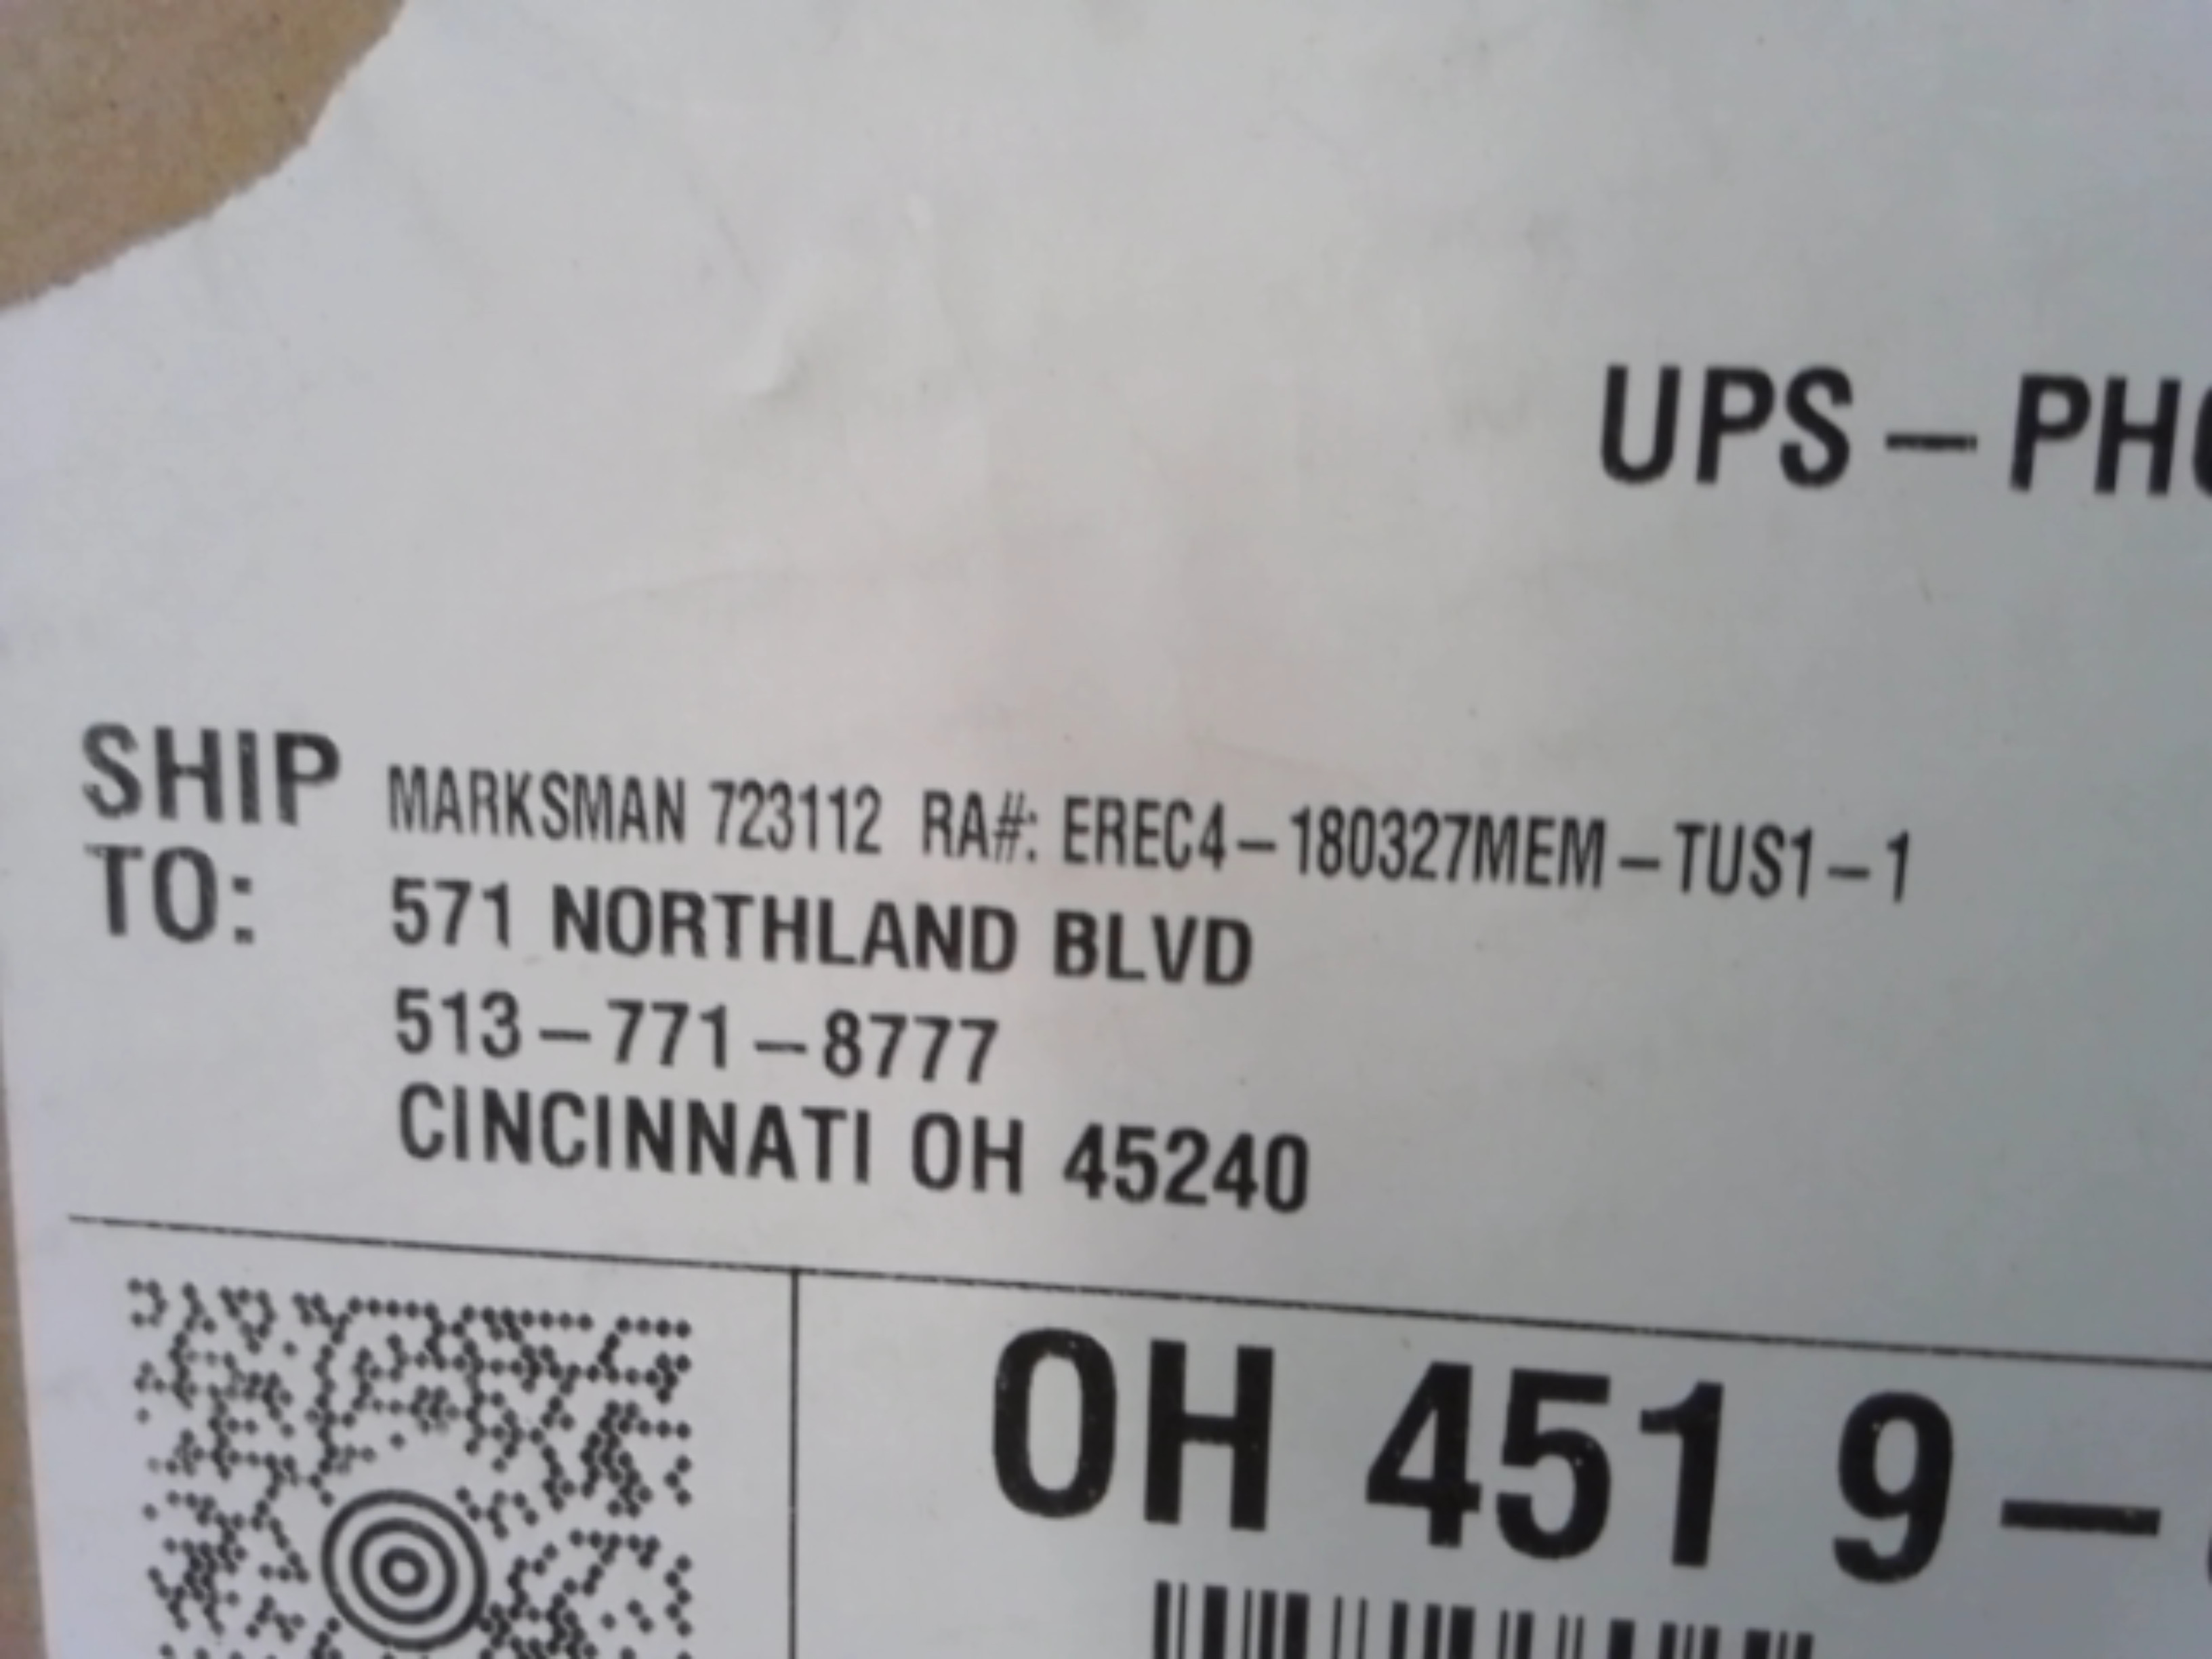 UPS – PHO
SHIP TO:
MARKSMAN 723112 RA#: EREC4–180327MEM–TUS1–1
571 NORTHLAND BLVD
513–771–8777
CINCINNATI OH 45240
OH 451 9–